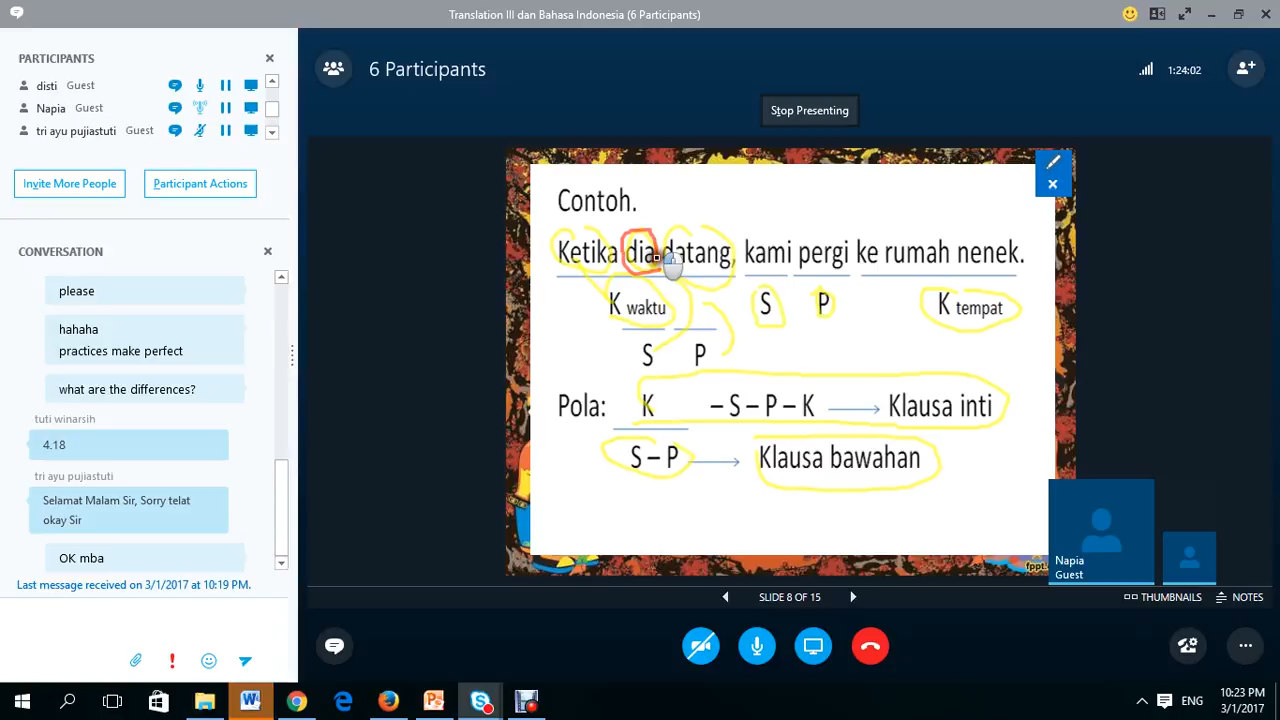 Translation III dan Bahasa Indonesia (6 Participants)
PARTICIPANTS
disti Guest
Napia Guest
tri ayu pujiastuti Guest
Invite More People
Participant Actions
CONVERSATION
please
hahaha
practices make perfect
what are the differences?
tuti winarsih
4.18
tri ayu pujiastuti
Selamat Malam Sir, Sorry telat
okay Sir
OK mba
Last message received on 3/1/2017 at 10:19 PM.
6 Participants
1:24:02
Stop Presenting
Contoh.
Ketika dia datang, kami pergi ke rumah nenek.
K waktu S P K tempat
S P
Pola: K – S – P – K Klausa inti
S – P Klausa bawahan
fppt.
Napia
Guest
SLIDE 8 OF 15
THUMBNAILS
NOTES
ENG
10:23 PM
3/1/2017